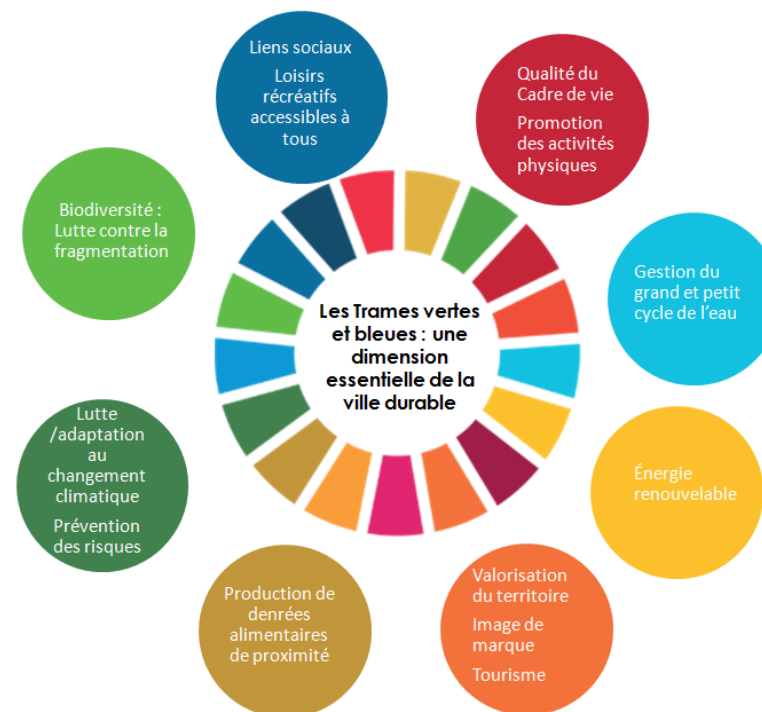 Liens sociaux
Loisirs
récréatifs
accessibles à
tous
Qualité du
Cadre de vie
Promotion
des activités
physiques
Biodiversité :
Lutte contre la
fragmentation
Gestion du
grand et petit
cycle de l'eau
Les Trames vertes
et bleues : une
dimension
essentielle de la
ville durable
Lutte
/adaptation
au
changement
climatique
Prévention
des risques
Énergie
renouvelable
Production de
denrées
alimentaires
de proximité
Valorisation
du territoire
Image de
marque
Tourisme